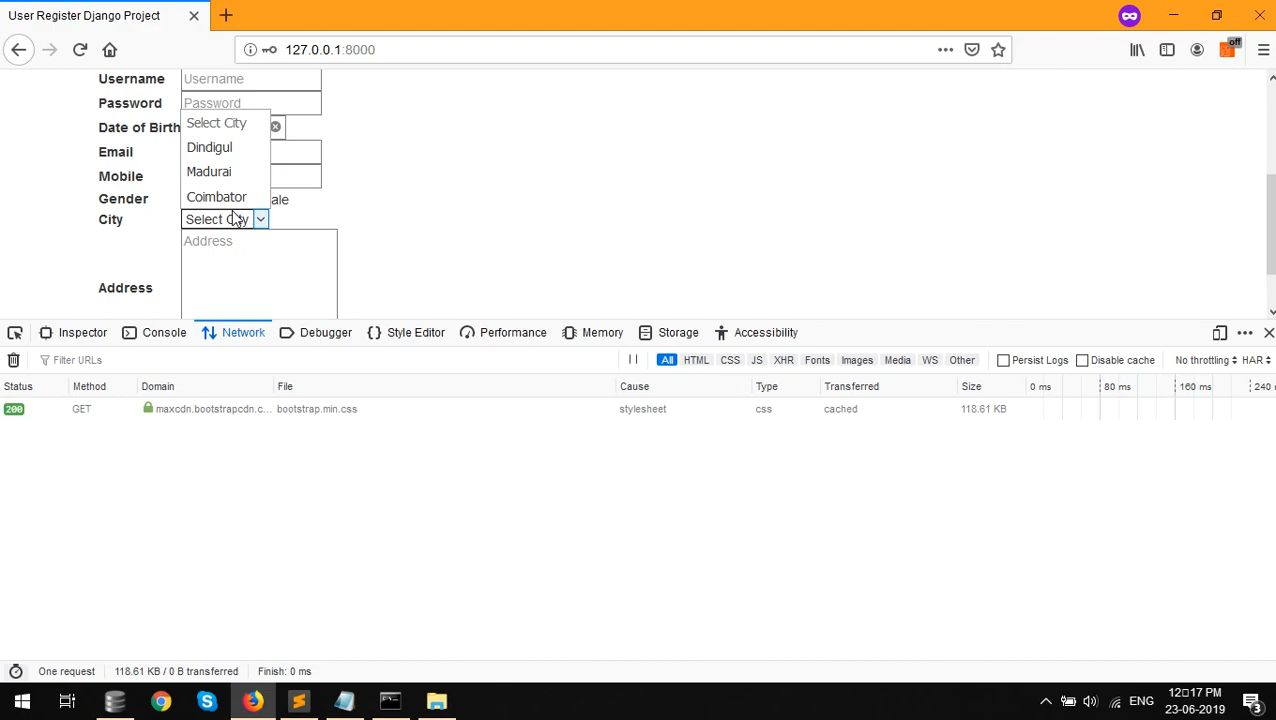 User Register Django Project
127.0.0.1:8000
off
Username Username
Password Password
Date of Birth
Select City
Dindigul
Email
Mobile
Madurai
Coimbator
Gender ale
City Select City
Address
Address
Inspector Console Network Debugger Style Editor Performance Memory Storage Accessibility
Filter URLs All HTML CSS JS XHR Fonts Images Media WS Other Persist Logs Disable cache No throttling HAR
Status Method Domain File Cause Type Transferred Size 0 ms 80 ms 160 ms 240
200 GET maxcdn.bootstrapcdn.c... bootstrap.min.css stylesheet css cached 118.61 KB
One request 118.61 KB / 0 B transferred Finish: 0 ms
ENG
12:17 PM
23-06-2019
3